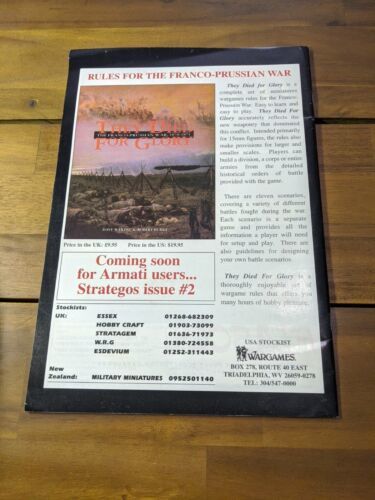 RULES FOR THE FRANCO-PRUSSIAN WAR
THEY DIED
THE FRANCO-PRUSSIAN WAR
FOR GLORY
DAVE WAXTEL & ROBERT BURKE
Price in the UK: £9.95
Price in the US: $19.95
They Died for Glory is a
complete set of miniatures
wargames rules for the Franco-
Prussian War. Easy to learn and
easy to play. They Died For
Glory accurately reflects the
new weaponry that dominated
this conflict. Intended primarily
for 15mm figures, the rules also
make provisions for larger and
smaller scales. Players can
build a division, a corps or entire
armies from the detailed
historical orders of battle
provided with the game.
There are eleven scenarios,
covering a variety of different
battles fought during the war.
Each scenario is a separate
game and provides all the
information a player will need
for setup and play. There are
also guidelines for designing
your own battle scenarios.
They Died For Glory is a
thoroughly enjoyable set of
wargame rules that offers you
many hours of hobby pleasure.
Coming soon
for Armati users...
Strategos issue #2
Stockists:
UK: ESSEX 01268-682309
HOBBY CRAFT 01903-73099
STRATAGEM 01636-71973
W.R.G 01380-724558
ESDEVIUM 01252-311443
New
Zealand: MILITARY MINIATURES 0952501140
USA STOCKIST
WARGAMES
BOX 278, ROUTE 40 EAST
TRIADELPHIA, WV 26059-0278
TEL: 304/547-0000